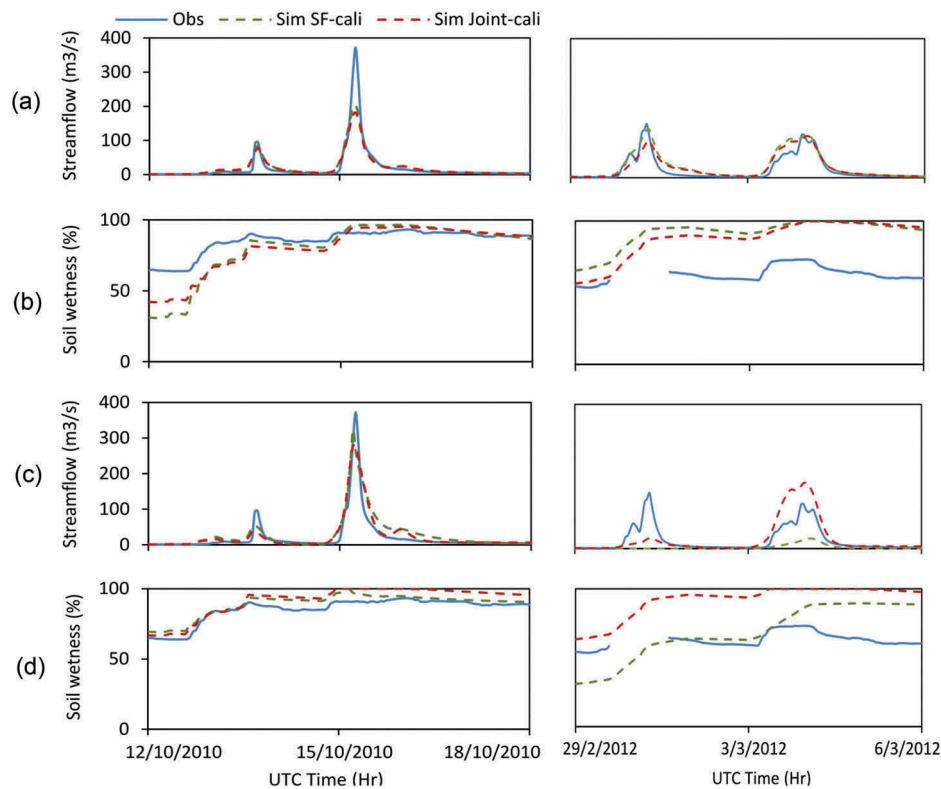 Obs Sim SF-cali Sim Joint-cali
(a)
Streamflow (m3/s)
400
300
200
100
0
(b)
Soil wetness (%)
100
50
0
(c)
Streamflow (m3/s)
400
300
200
100
0
(d)
Soil wetness (%)
100
50
0
12/10/2010 15/10/2010 18/10/2010
UTC Time (Hr)
29/2/2012 3/3/2012 6/3/2012
UTC Time (Hr)